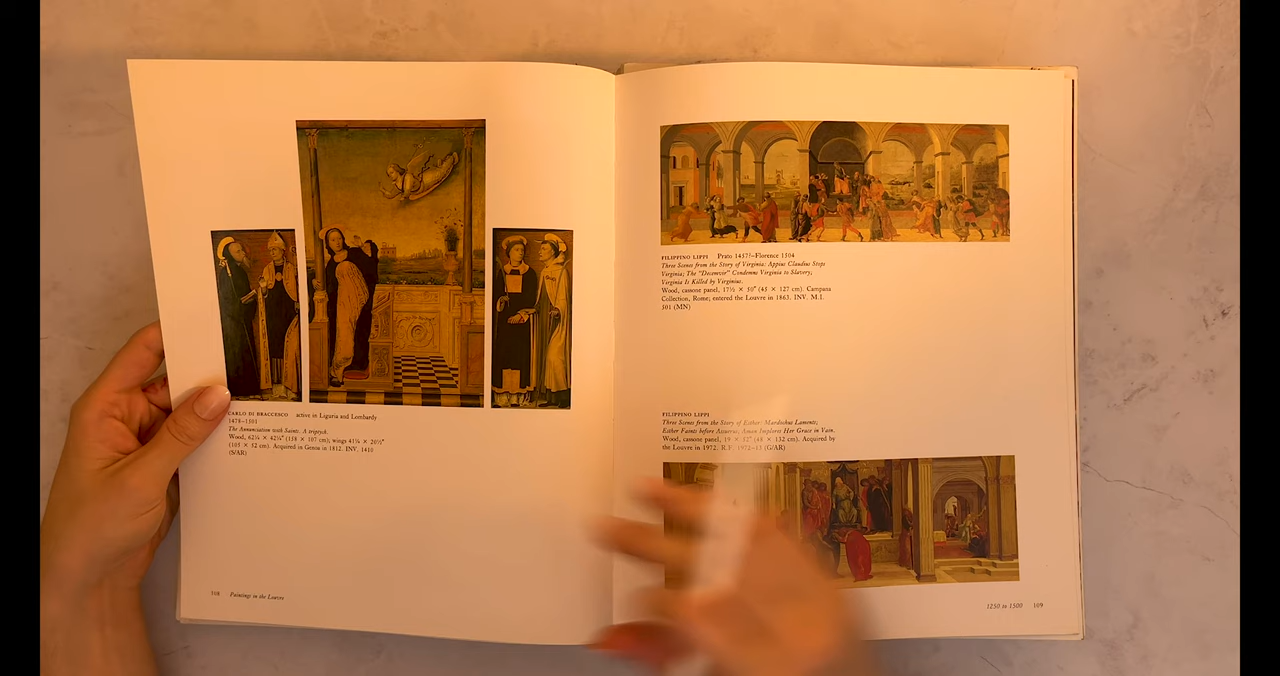 CARLO DI BRACCESCO active in Liguria and Lombardy
1478–1501
The Annunciation with Saints. A triptych.
Wood, 62¼ × 42¼" (158 × 107 cm); wings 41¼ × 20½"
(105 × 52 cm). Acquired in Genoa in 1812. INV. 1410
(S/AR)
108 Paintings in the Louvre
FILIPPINO LIPPI Prato 1457?–Florence 1504
Three Scenes from the Story of Virginia: Appius Claudius Stops
Virginia; The "Decemvir" Condemns Virginia to Slavery;
Virginia Is Killed by Virginius.
Wood, cassone panel, 17½ × 50" (45 × 127 cm). Campana
Collection, Rome; entered the Louvre in 1863. INV. M.I.
501 (MN)
FILIPPINO LIPPI
Three Scenes from the Story of Esther: Mardochus Laments;
Esther Faints before Assuerus; Aman Implores Her Grace in Vain.
Wood, cassone panel, 19 × 52" (48 × 132 cm). Acquired by
the Louvre in 1972. R.F. 1972-13 (G/AR)
1250 to 1500 109